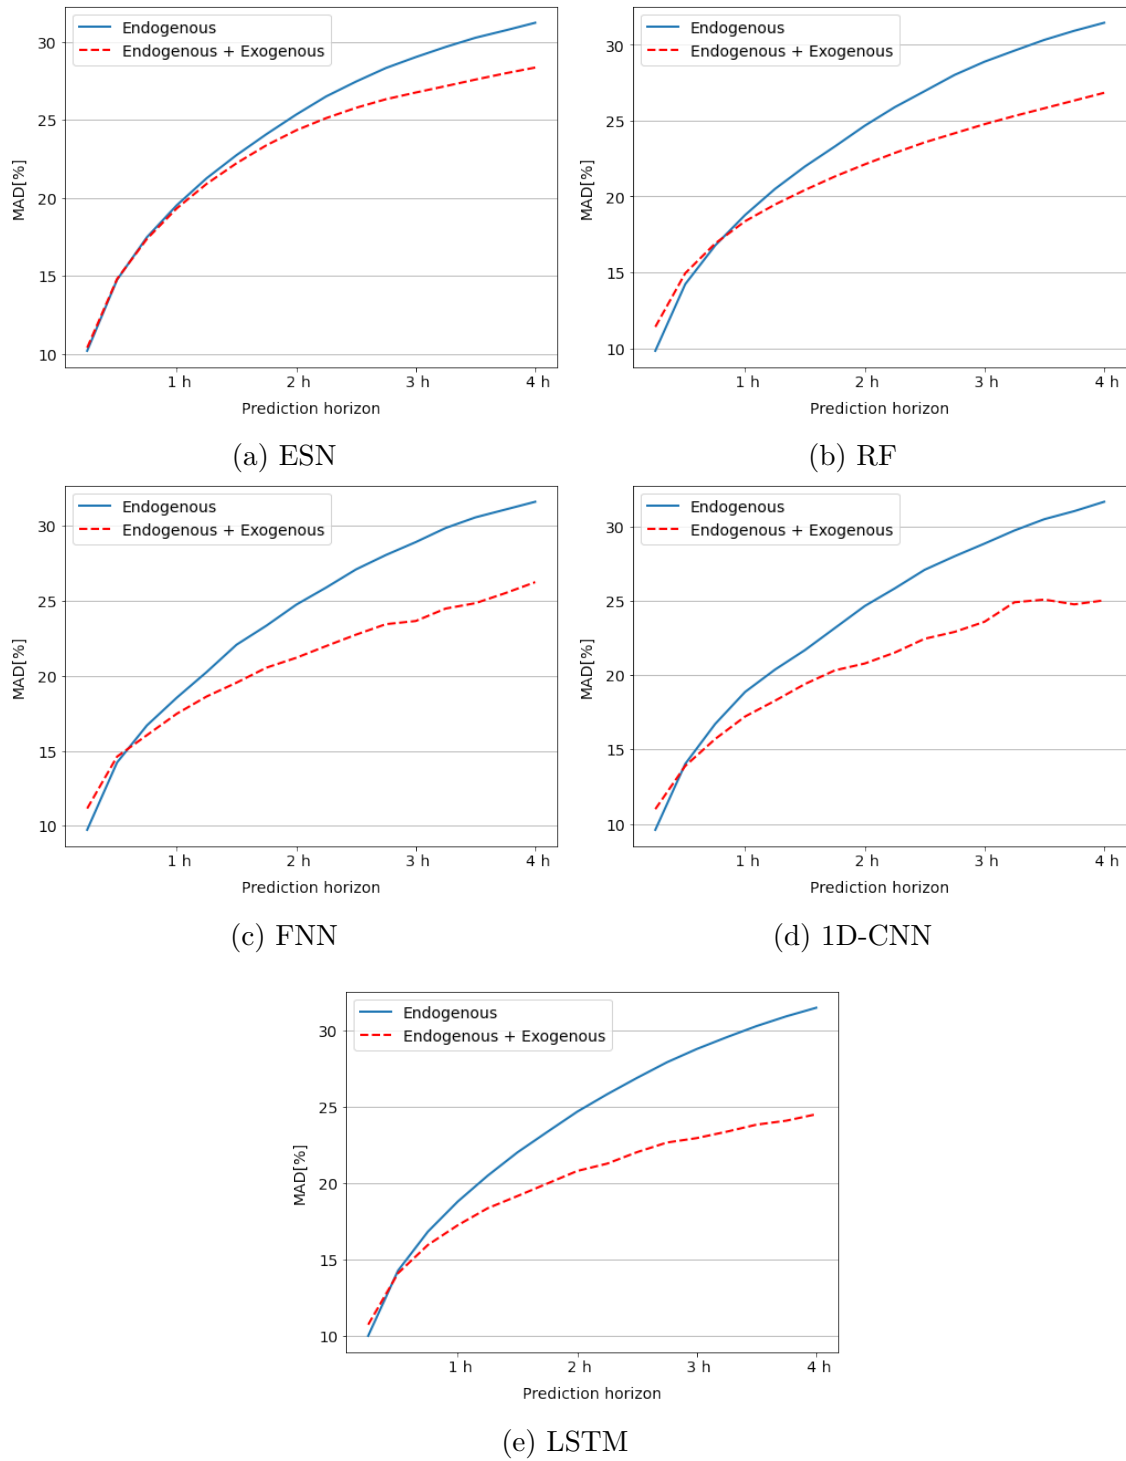 Endogenous
Endogenous + Exogenous
30
25
20
15
10
MAD[%]
1 h 2 h 3 h 4 h
Prediction horizon
(a) ESN
Endogenous
Endogenous + Exogenous
30
25
20
15
10
MAD[%]
1 h 2 h 3 h 4 h
Prediction horizon
(b) RF
Endogenous
Endogenous + Exogenous
30
25
20
15
10
MAD[%]
1 h 2 h 3 h 4 h
Prediction horizon
(c) FNN
Endogenous
Endogenous + Exogenous
30
25
20
15
10
MAD[%]
1 h 2 h 3 h 4 h
Prediction horizon
(d) 1D-CNN
Endogenous
Endogenous + Exogenous
30
25
20
15
10
MAD[%]
1 h 2 h 3 h 4 h
Prediction horizon
(e) LSTM